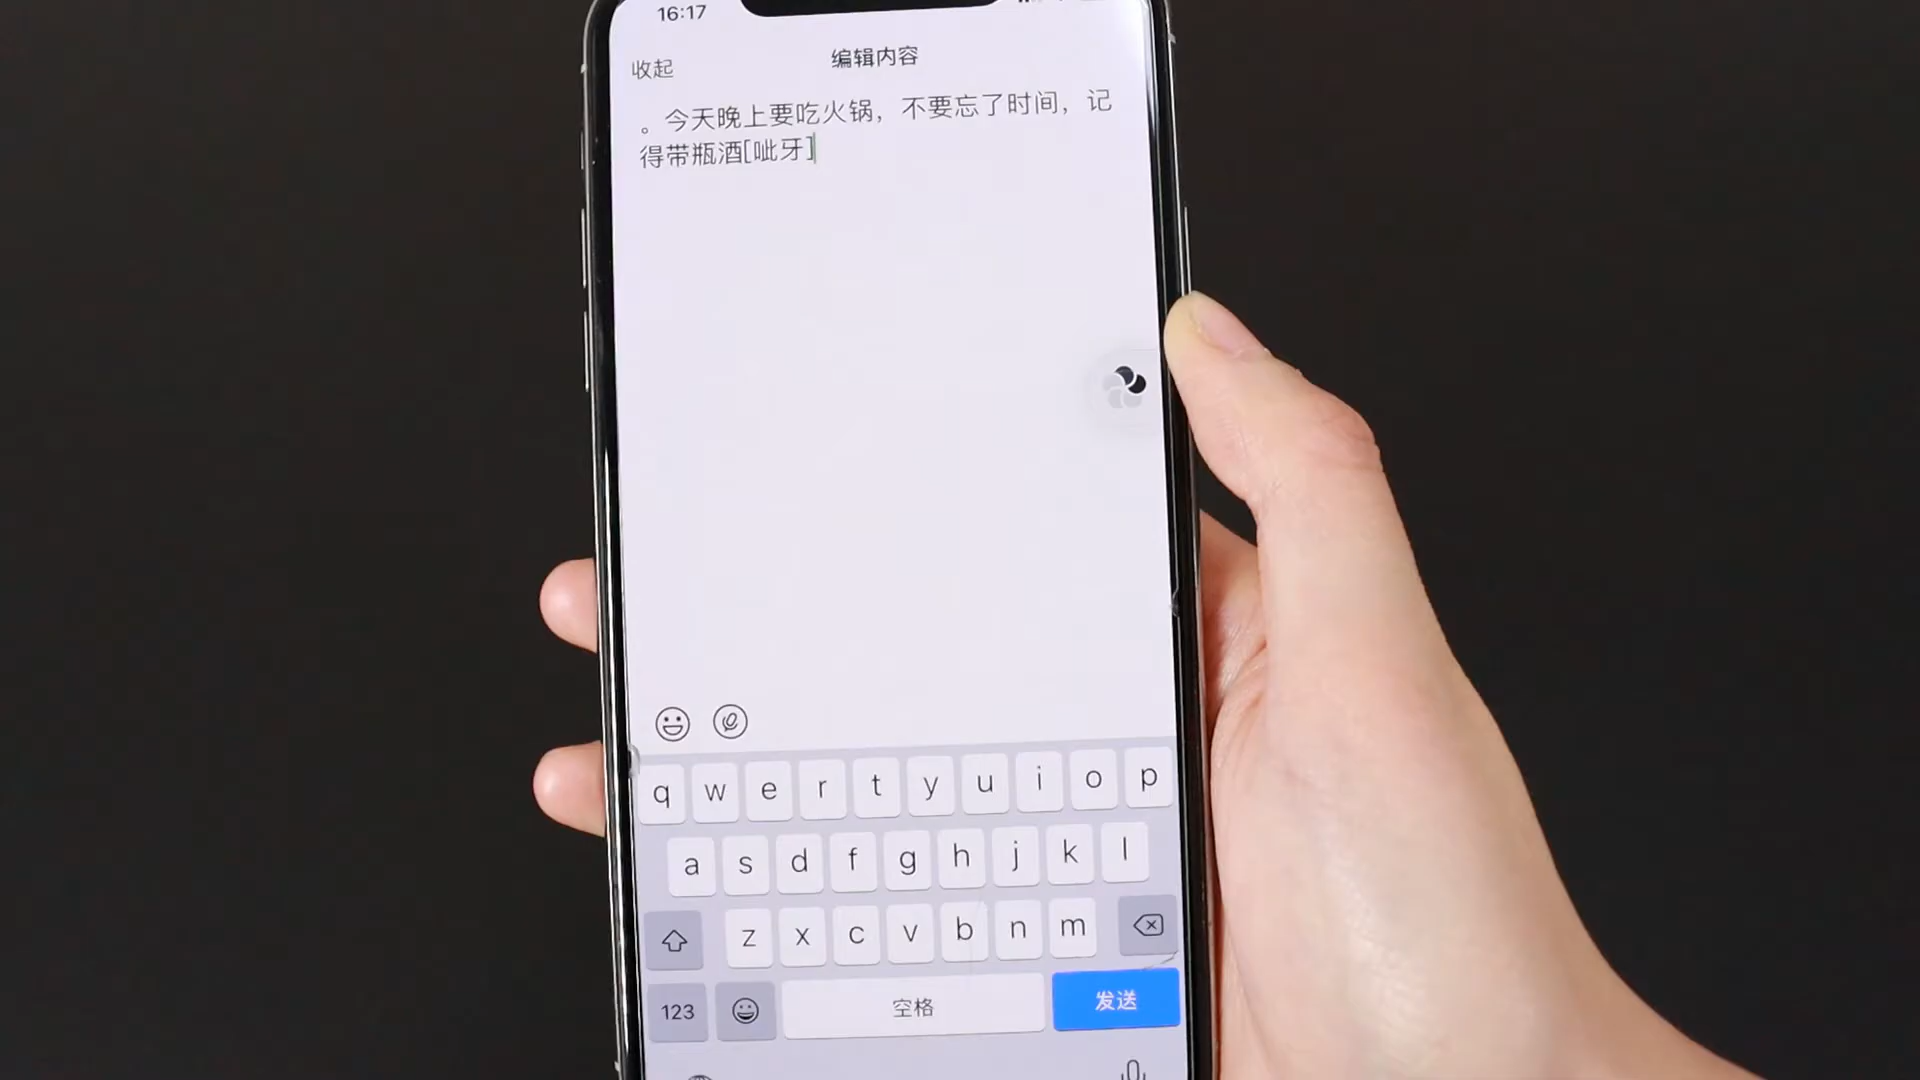 16:17
收起
编辑内容
。今天晚上要吃火锅，不要忘了时间，记
得带瓶酒[呲牙]
q w e r t y u i o p
a s d f g h j k l
z x c v b n m
123
空格
发送